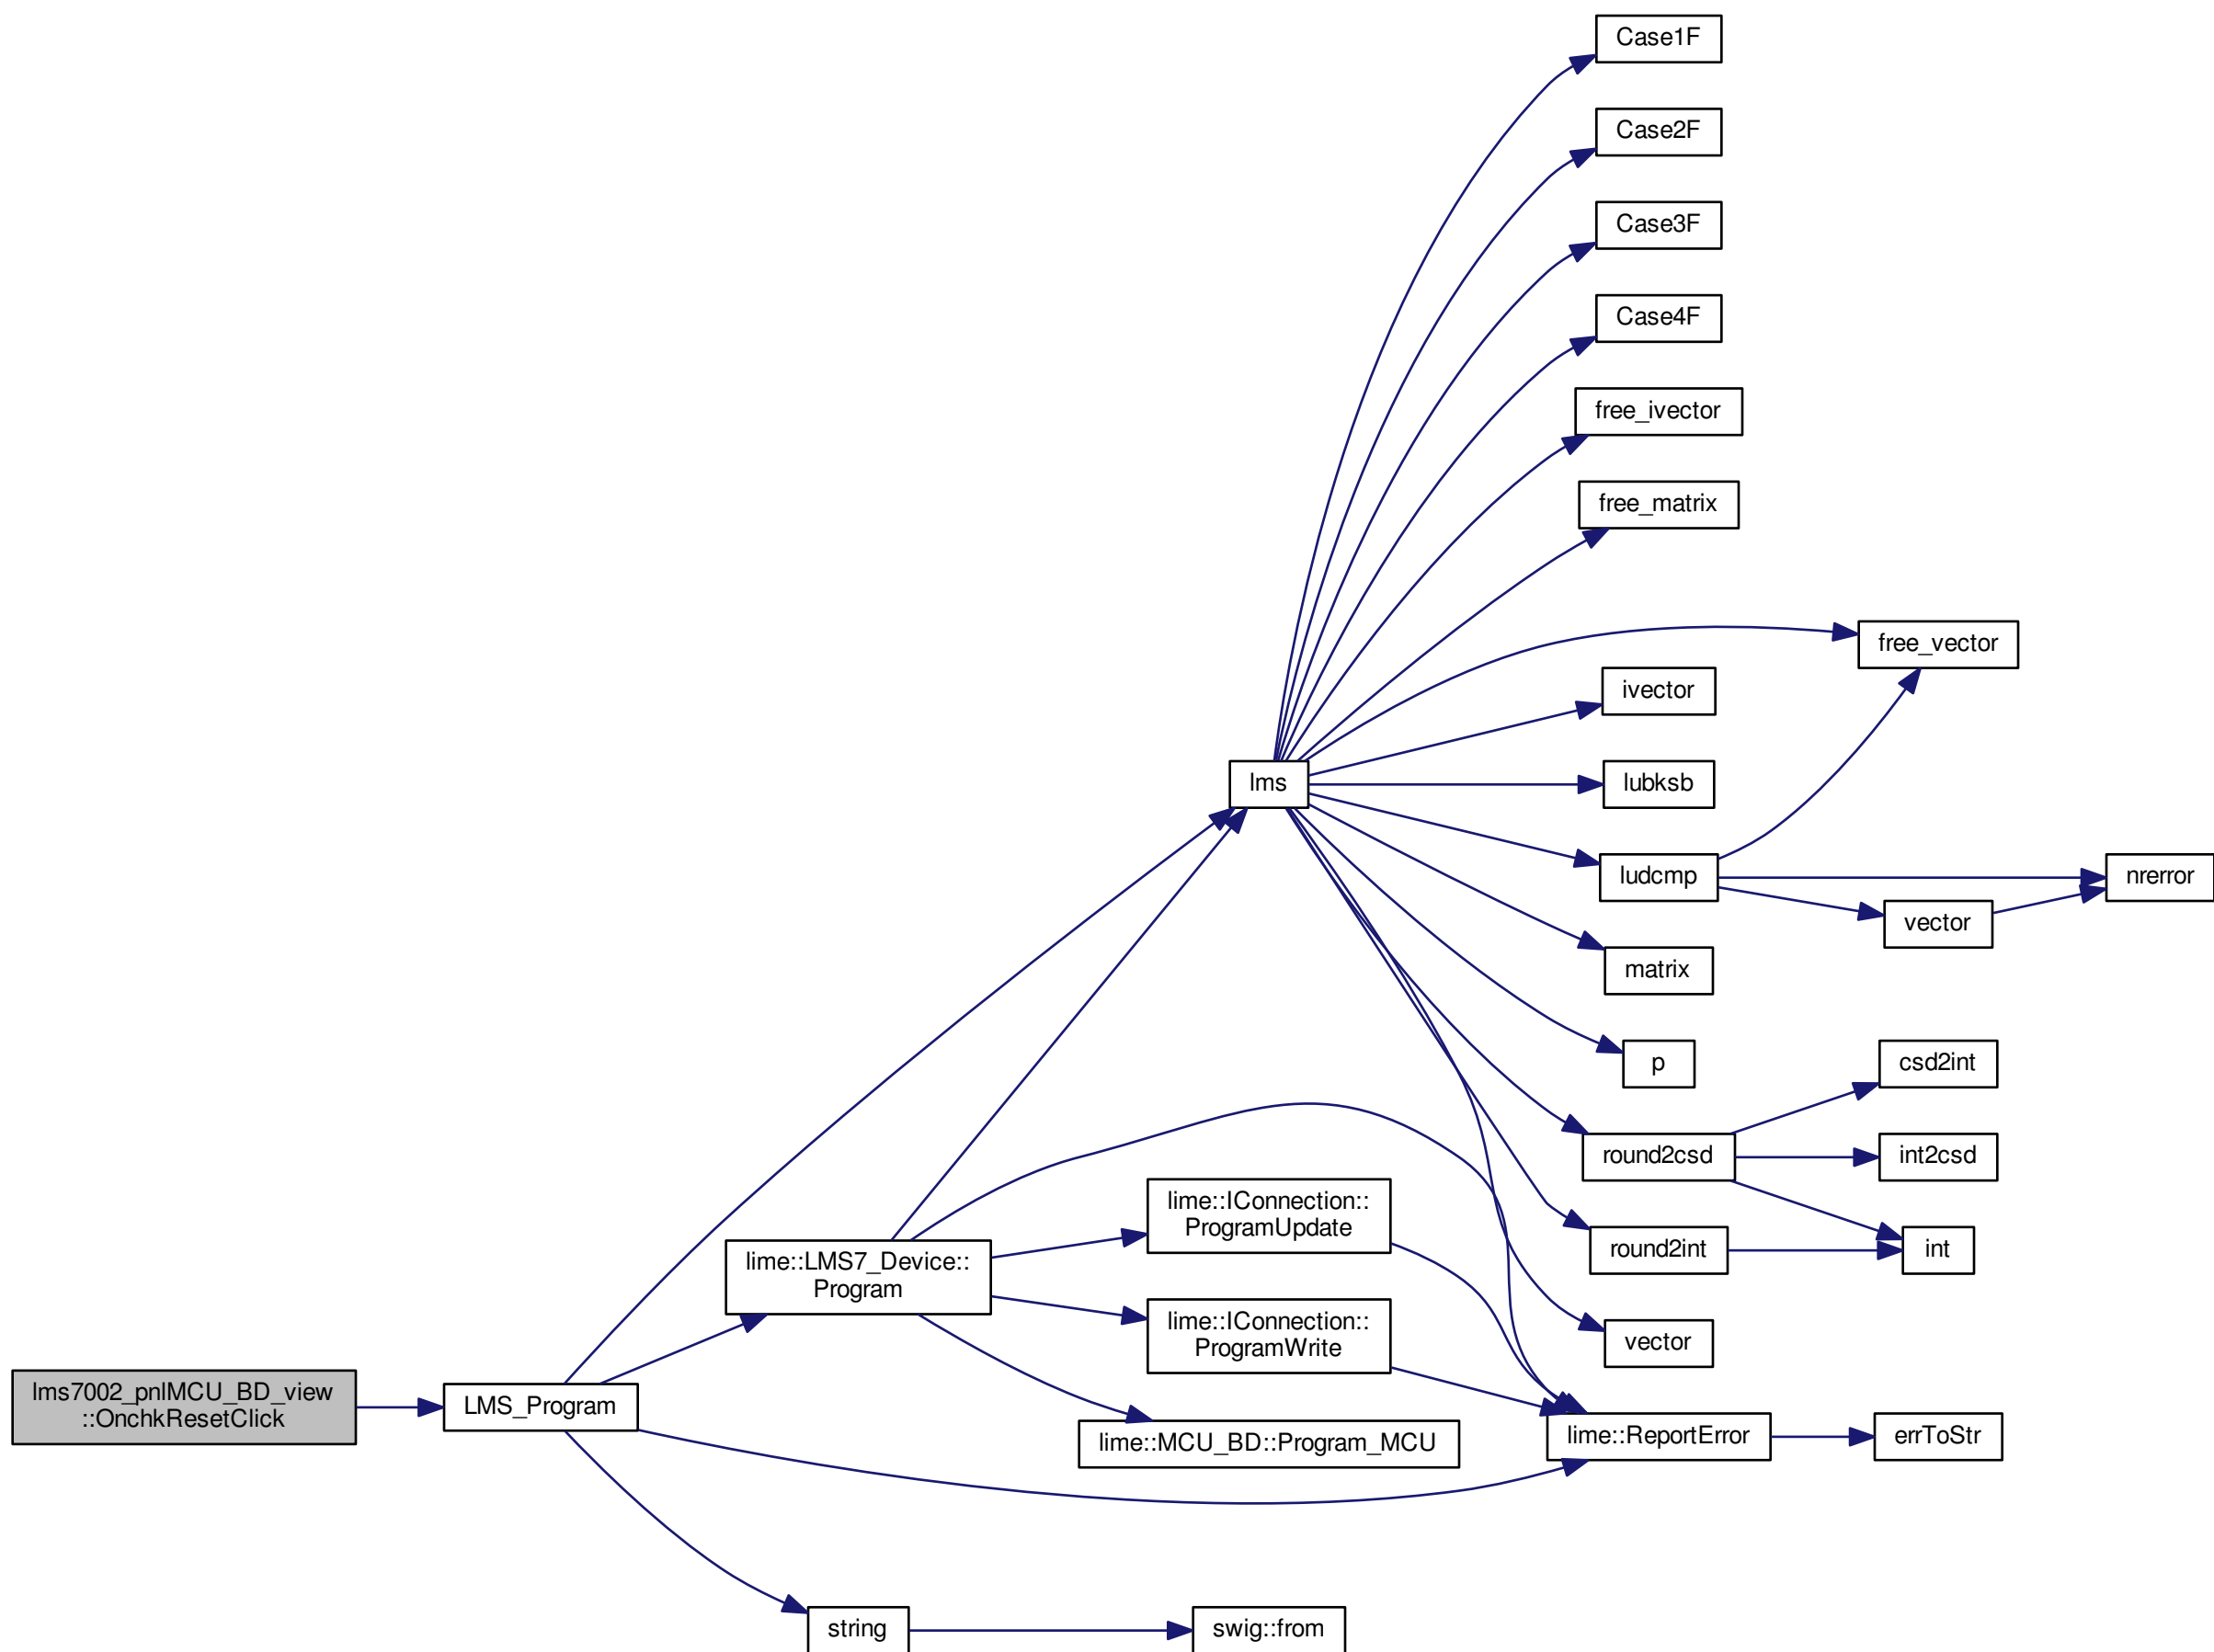 Case1F
Case2F
Case3F
Case4F
free_ivector
free_matrix
free_vector
ivector
lms
lubksb
ludcmp
nrerror
vector
matrix
p
csd2int
round2csd
int2csd
lime::IConnection::
ProgramUpdate
round2int
int
lime::LMS7_Device::
Program
lime::IConnection::
ProgramWrite
vector
lms7002_pnlMCU_BD_view
::OnchkResetClick
LMS_Program
lime::MCU_BD::Program_MCU
lime::ReportError
errToStr
string
swig::from